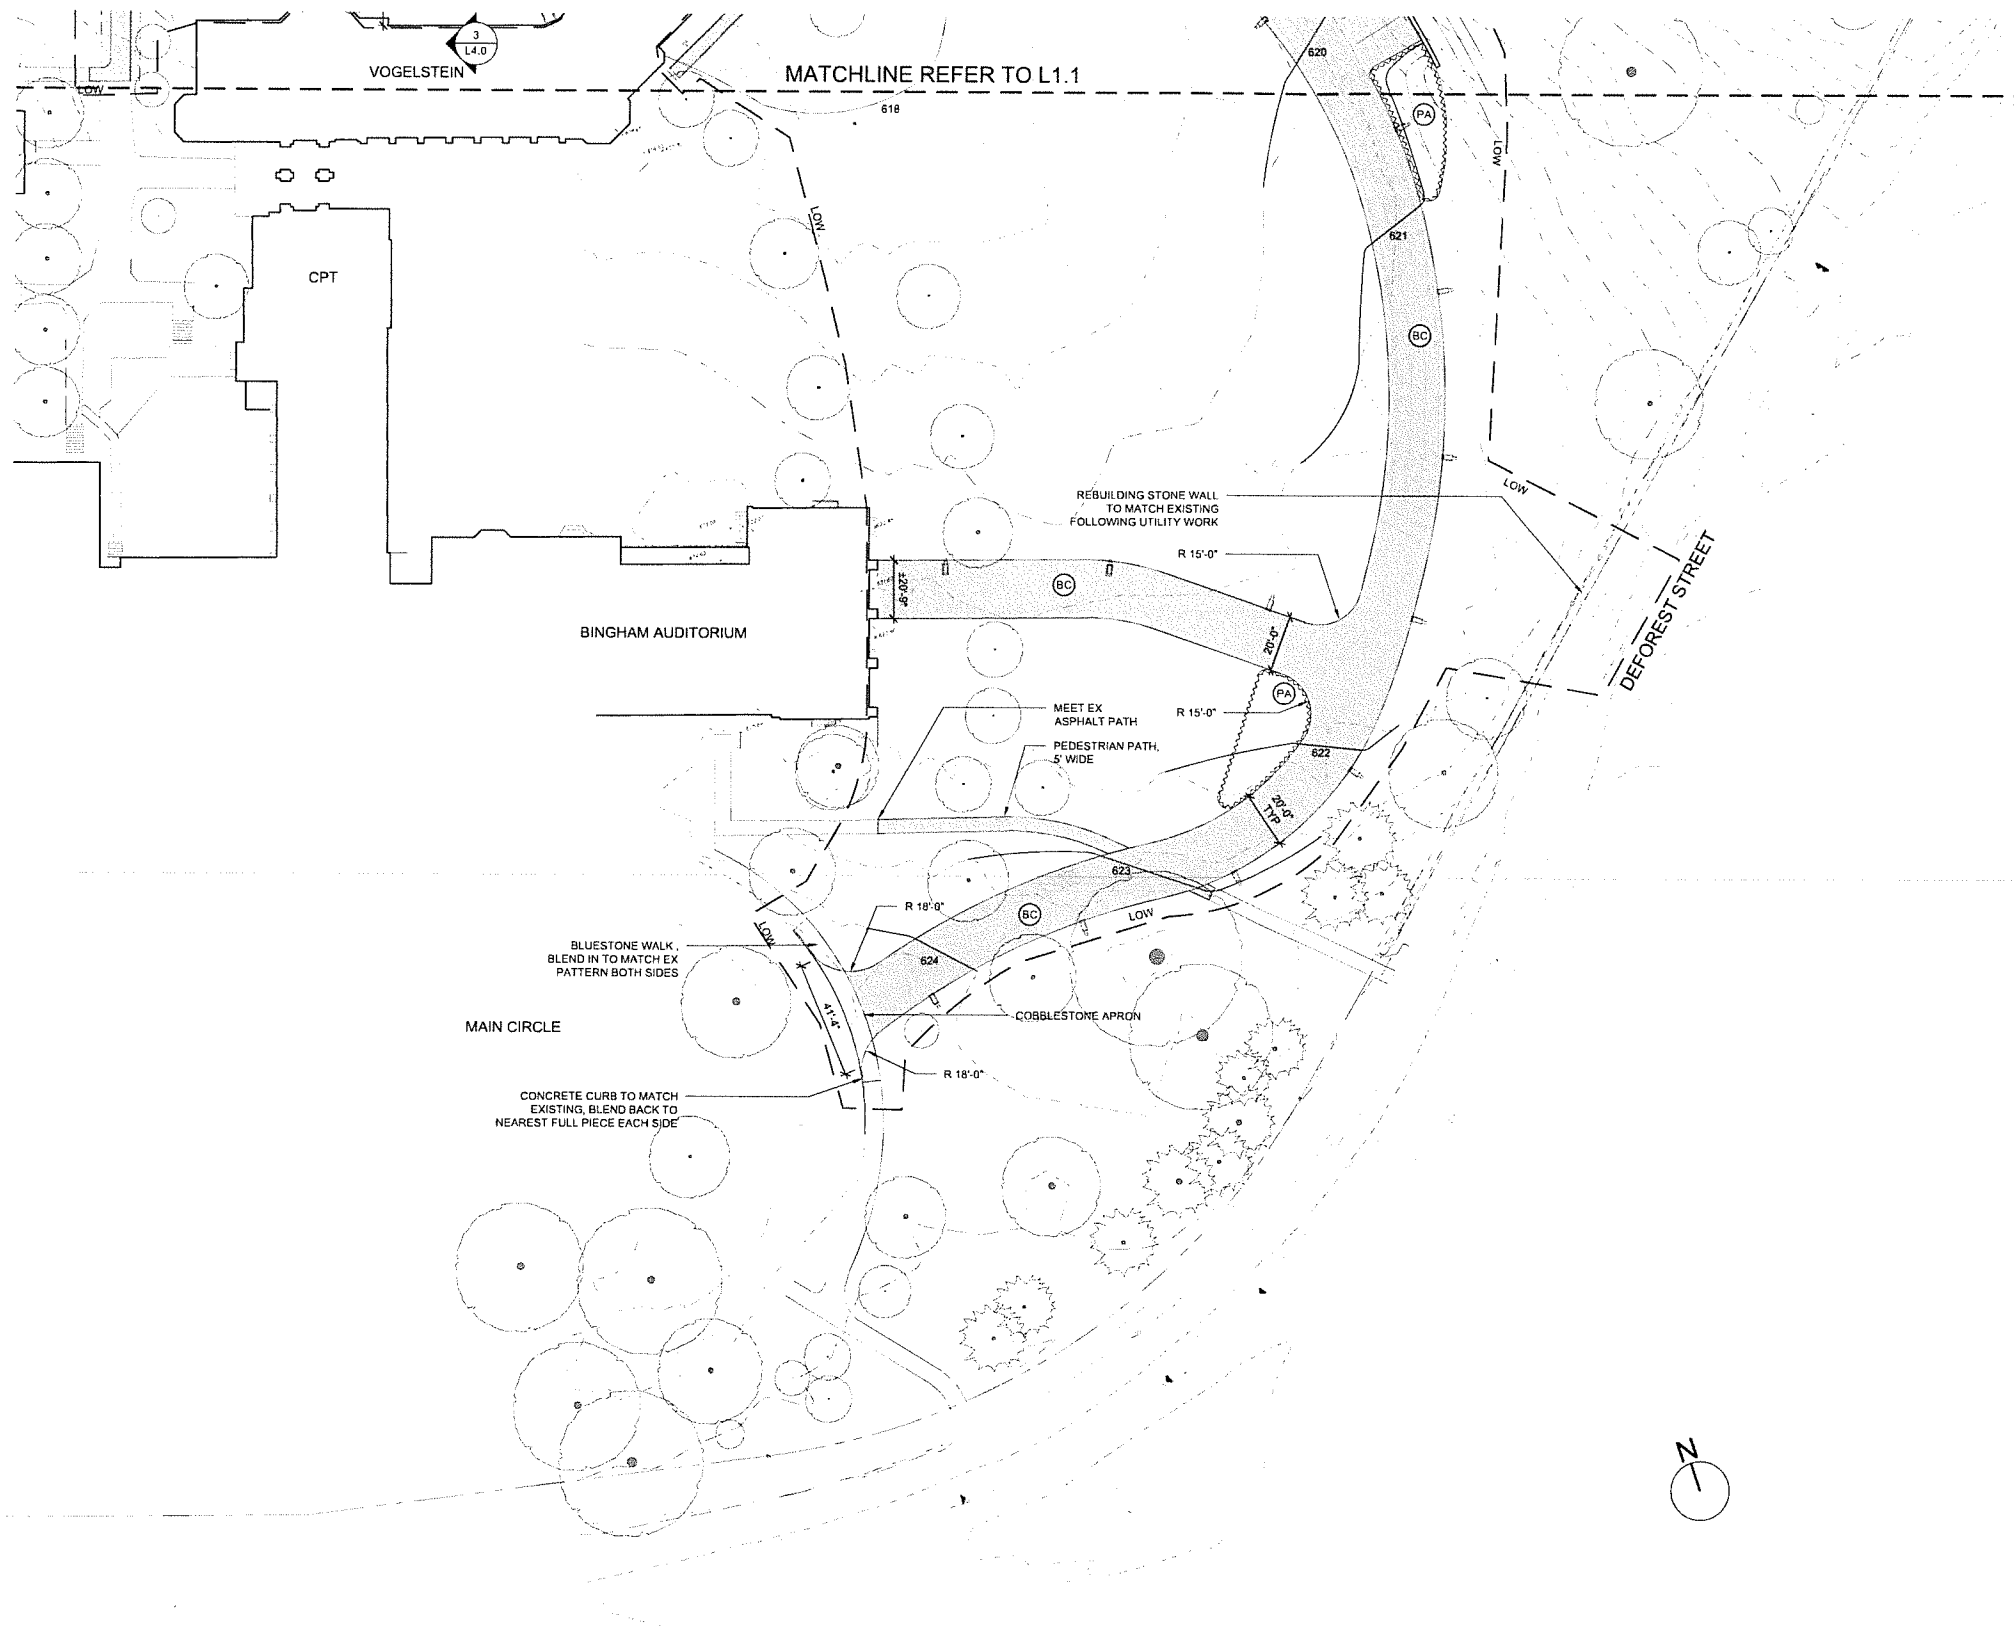 620
3
L4.0
VOGELSTEIN
MATCHLINE REFER TO L1.1
LOW
618
PA
LOW
LOW
621
CPT
BC
REBUILDING STONE WALL
TO MATCH EXISTING
FOLLOWING UTILITY WORK
LOW
R 15'-0"
DEFOREST STREET
±20'-9"
BC
BINGHAM AUDITORIUM
20'-0"
PA
MEET EX
ASPHALT PATH
R 15'-0"
PEDESTRIAN PATH,
5' WIDE
622
20'-0"
TYP
623
R 18'-0"
BC
LOW
LOW
BLUESTONE WALK ,
BLEND IN TO MATCH EX
PATTERN BOTH SIDES
624
41'-4"
COBBLESTONE APRON
MAIN CIRCLE
R 18'-0"
CONCRETE CURB TO MATCH
EXISTING, BLEND BACK TO
NEAREST FULL PIECE EACH SIDE
N